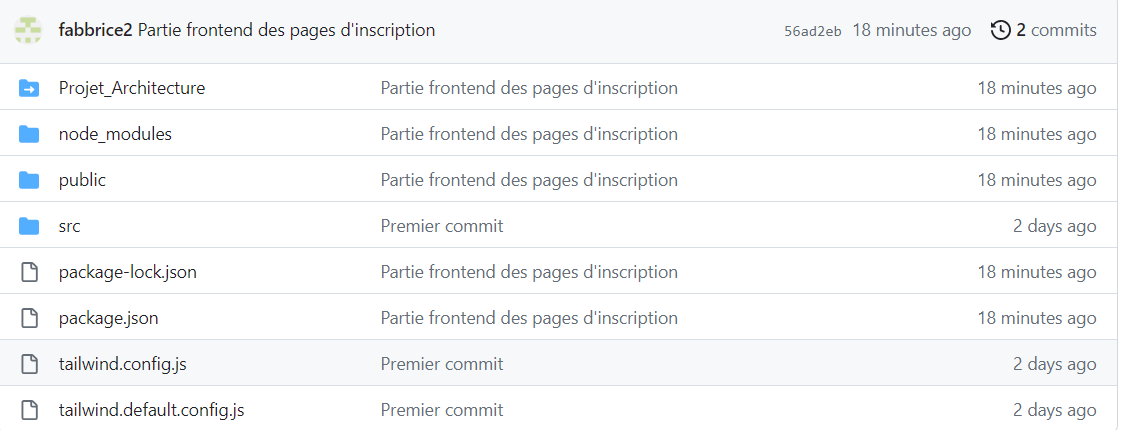 fabbrice2 Partie frontend des pages d'inscription 56ad2eb 18 minutes ago 2 commits
Projet_Architecture Partie frontend des pages d'inscription 18 minutes ago
node_modules Partie frontend des pages d'inscription 18 minutes ago
public Partie frontend des pages d'inscription 18 minutes ago
src Premier commit 2 days ago
package-lock.json Partie frontend des pages d'inscription 18 minutes ago
package.json Partie frontend des pages d'inscription 18 minutes ago
tailwind.config.js Premier commit 2 days ago
tailwind.default.config.js Premier commit 2 days ago